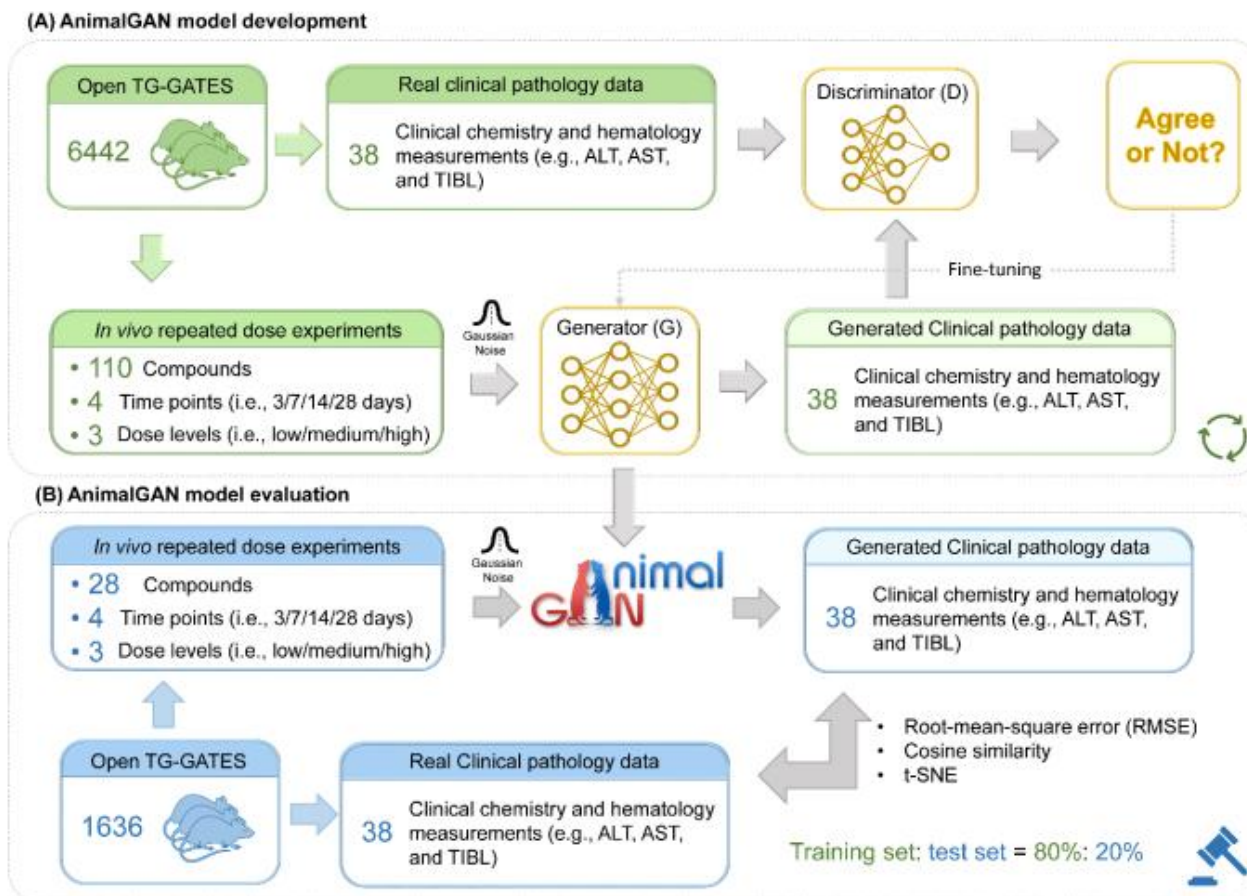 (A) AnimalGAN model development
Open TG-GATES
6442
Real clinical pathology data
38
Clinical chemistry and hematology
measurements (e.g., ALT, AST,
and TIBL)
Discriminator (D)
Agree
or Not?
Fine-tuning
In vivo repeated dose experiments
• 110 Compounds
• 4 Time points (i.e., 3/7/14/28 days)
• 3 Dose levels (i.e., low/medium/high)
Gaussian
Noise
Generator (G)
Generated Clinical pathology data
38
Clinical chemistry and hematology
measurements (e.g., ALT, AST,
and TIBL)
(B) AnimalGAN model evaluation
In vivo repeated dose experiments
• 28 Compounds
• 4 Time points (i.e., 3/7/14/28 days)
• 3 Dose levels (i.e., low/medium/high)
Gaussian
Noise
Animal
GAN
Generated Clinical pathology data
38
Clinical chemistry and hematology
measurements (e.g., ALT, AST,
and TIBL)
• Root-mean-square error (RMSE)
• Cosine similarity
• t-SNE
Open TG-GATES
1636
Real Clinical pathology data
38
Clinical chemistry and hematology
measurements (e.g., ALT, AST,
and TIBL)
Training set: test set = 80%: 20%